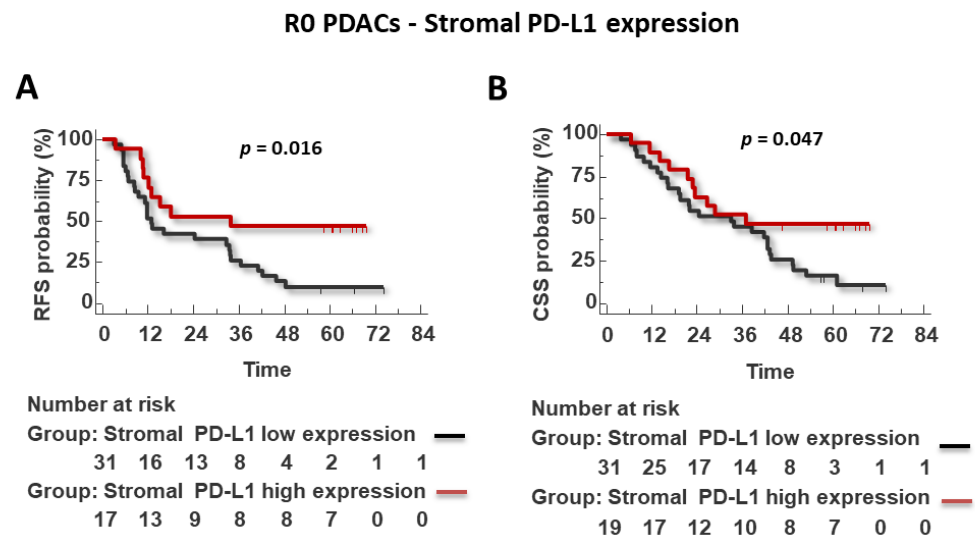 R0 PDACs - Stromal PD-L1 expression
A
RFS probability (%)
100
75
50
25
0
p = 0.016
0 12 24 36 48 60 72 84
Time
Number at risk
Group: Stromal PD-L1 low expression
31 16 13 8 4 2 1 1
Group: Stromal PD-L1 high expression
17 13 9 8 8 7 0 0
B
CSS probability (%)
100
75
50
25
0
p = 0.047
0 12 24 36 48 60 72 84
Time
Number at risk
Group: Stromal PD-L1 low expression
31 25 17 14 8 3 1 1
Group: Stromal PD-L1 high expression
19 17 12 10 8 7 0 0